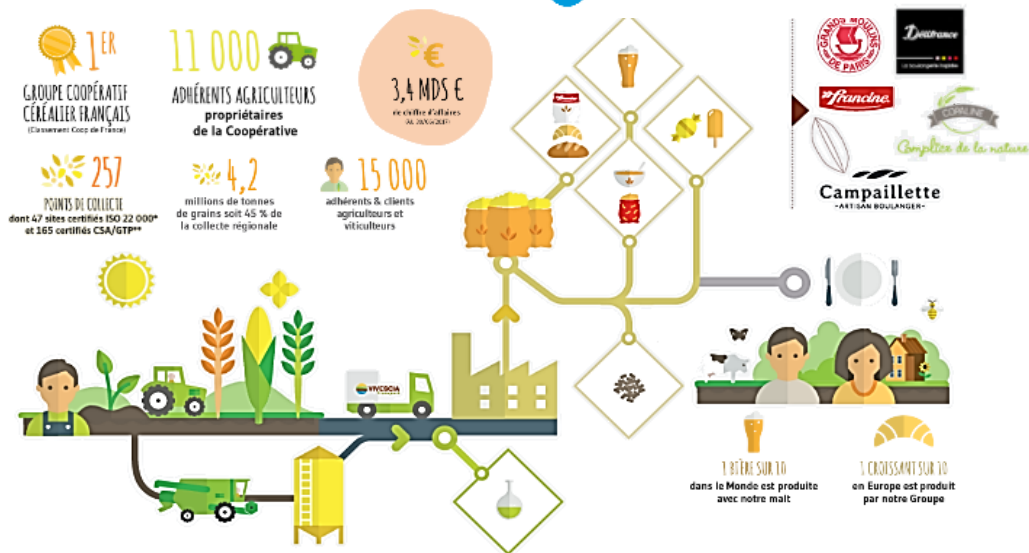 1ER
GROUPE COOPÉRATIF
CÉRÉALIER FRANÇAIS
(Classement Coop de France)
11 000
ADHÉRENTS AGRICULTEURS
propriétaires
de la Coopérative
€
3,4 MDS €
de chiffre d'affaires
257
POINTS DE COLLECTE
dont 47 sites certifiés ISO 22 000*
et 165 certifiés CSA/GTP**
4,2
millions de tonnes
de grains soit 45 % de
la collecte régionale
15 000
adhérents & clients
agriculteurs et
viticulteurs
GRANDS MOULINS
DE PARIS
Délifrance
francine
COPALINE
Complice de la nature
Campaillette
-ARTISAN BOULANGER-
VIVESCIA
1 BIÈRE SUR 10
dans le Monde est produite
avec notre malt
1 CROISSANT SUR 10
en Europe est produit
par notre Groupe